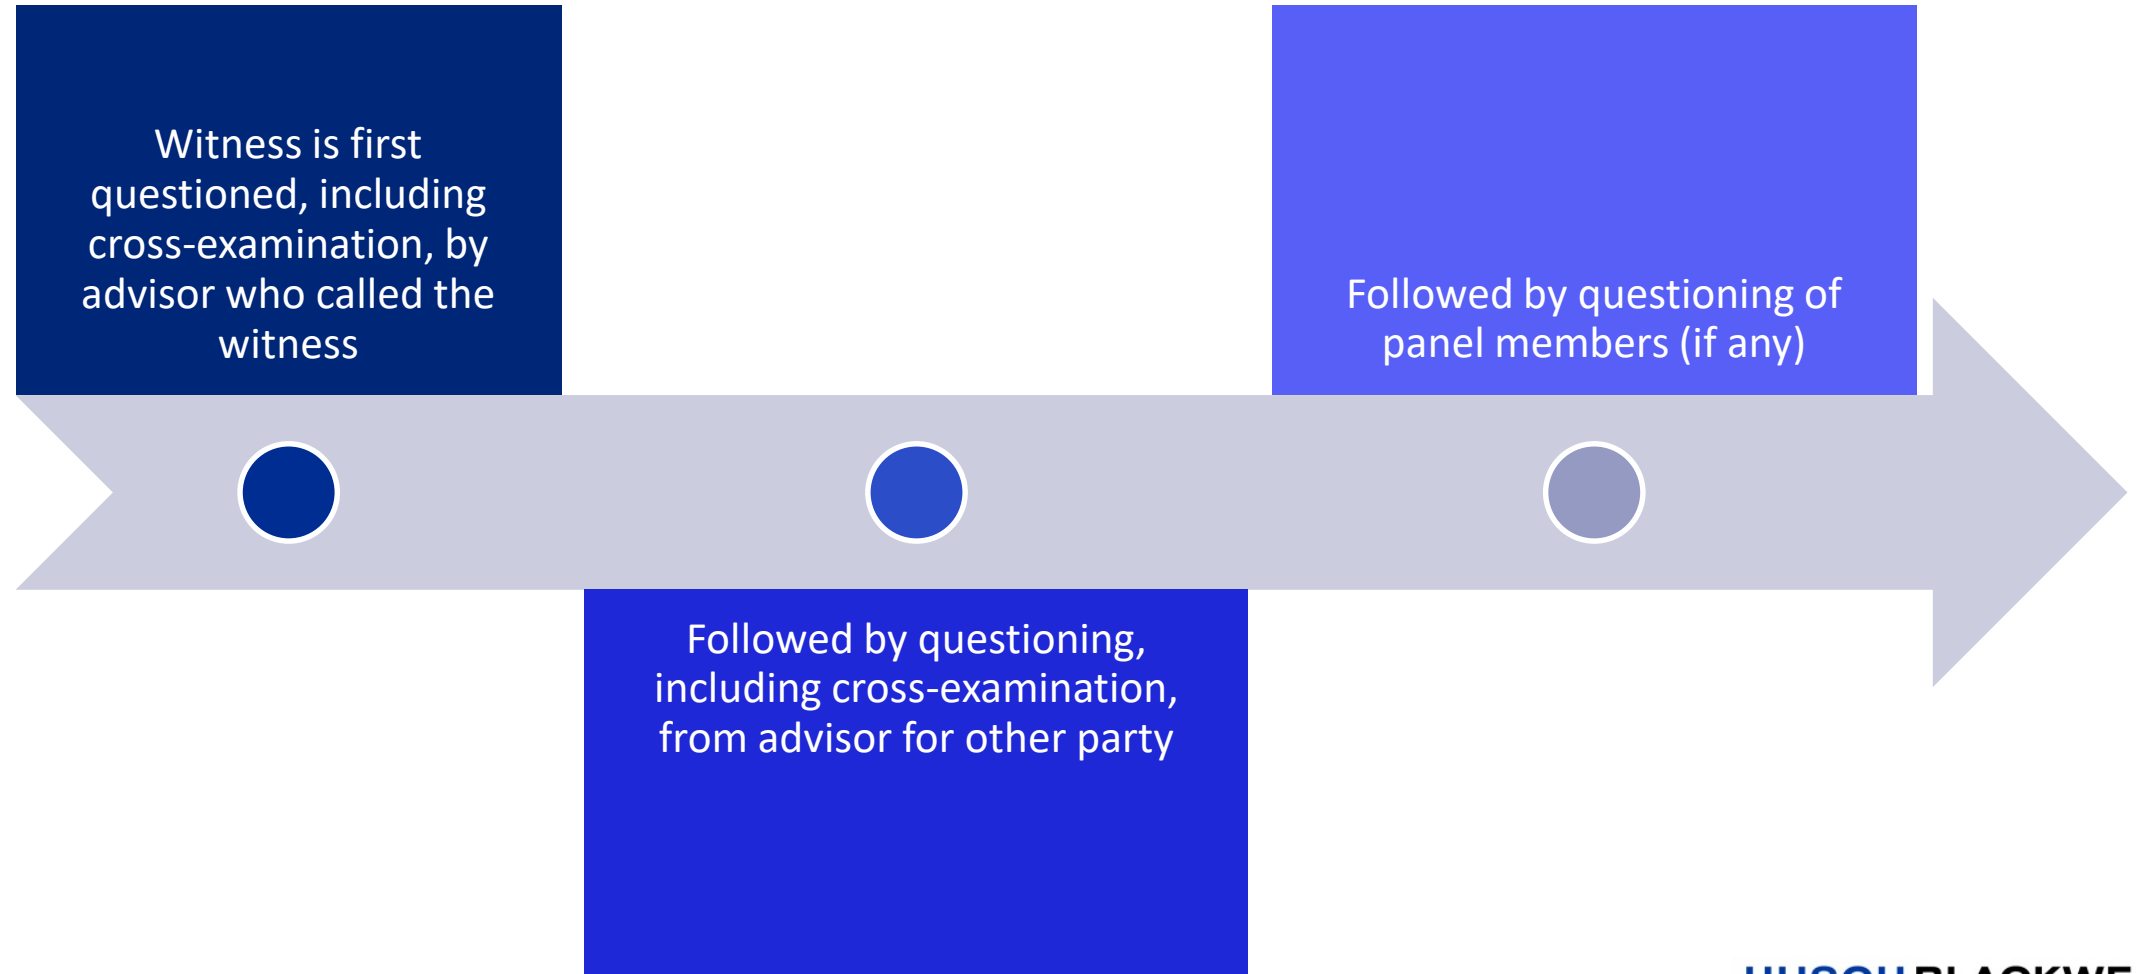 Witness is first
questioned, including
cross-examination, by
advisor who called the
witness
Followed by questioning,
including cross-examination,
from advisor for other party
Followed by questioning of
panel members (if any)